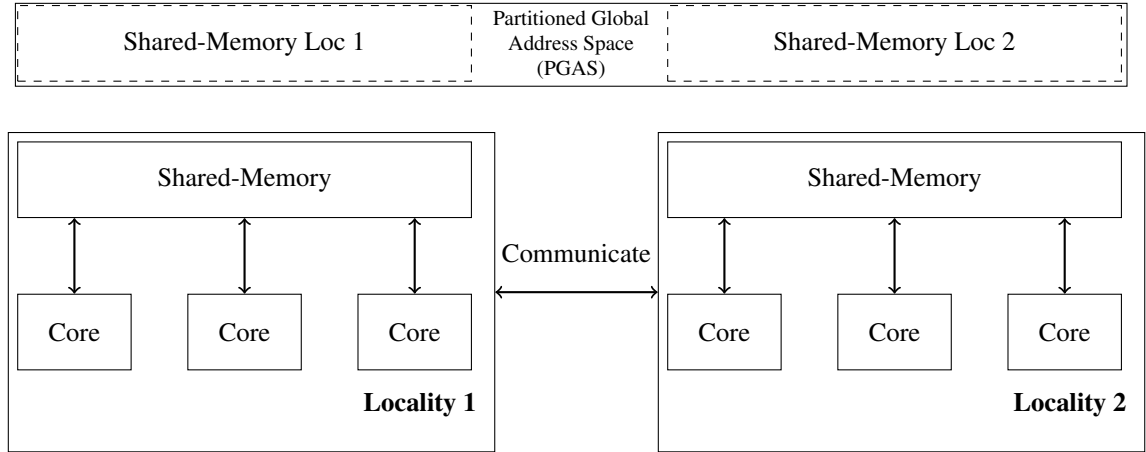 Shared-Memory Loc 1
Partitioned Global
Address Space
(PGAS)
Shared-Memory Loc 2
Shared-Memory
Core
Core
Core
Locality 1
Communicate
Shared-Memory
Core
Core
Core
Locality 2